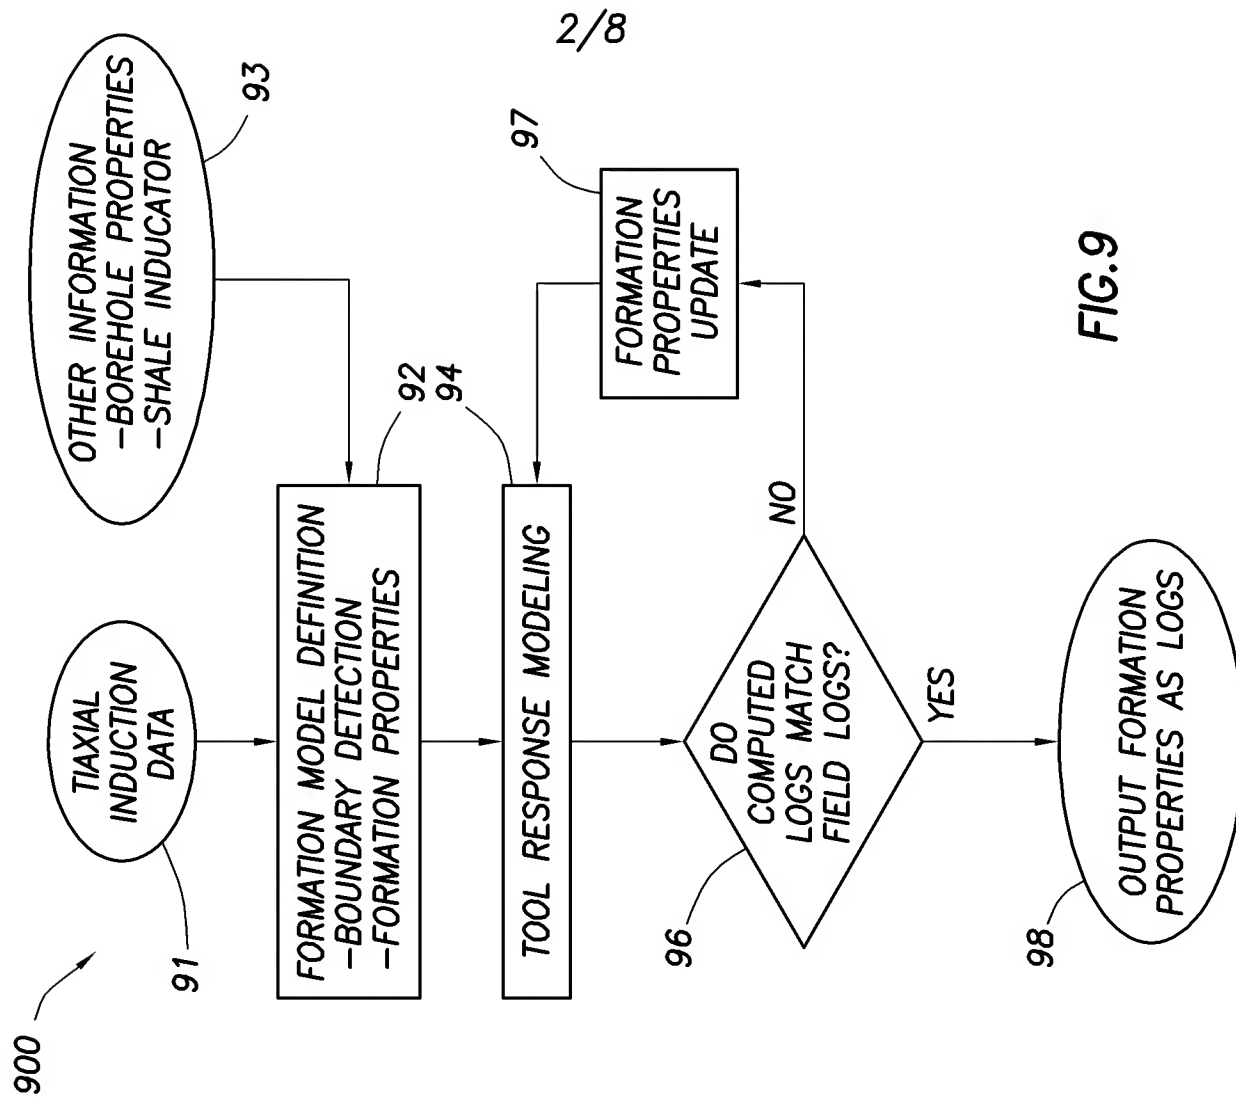 2/8
900
91
TIAXIAL
INDUCTION
DATA
OTHER INFORMATION
-BOREHOLE PROPERTIES
-SHALE INDUCATOR
93
FORMATION MODEL DEFINITION
-BOUNDARY DETECTION
-FORMATION PROPERTIES
92
94
TOOL RESPONSE MODELING
97
FORMATION
PROPERTIES
UPDATE
96
DO
COMPUTED
LOGS MATCH
FIELD LOGS?
NO
YES
98
OUTPUT FORMATION
PROPERTIES AS LOGS
FIG.9